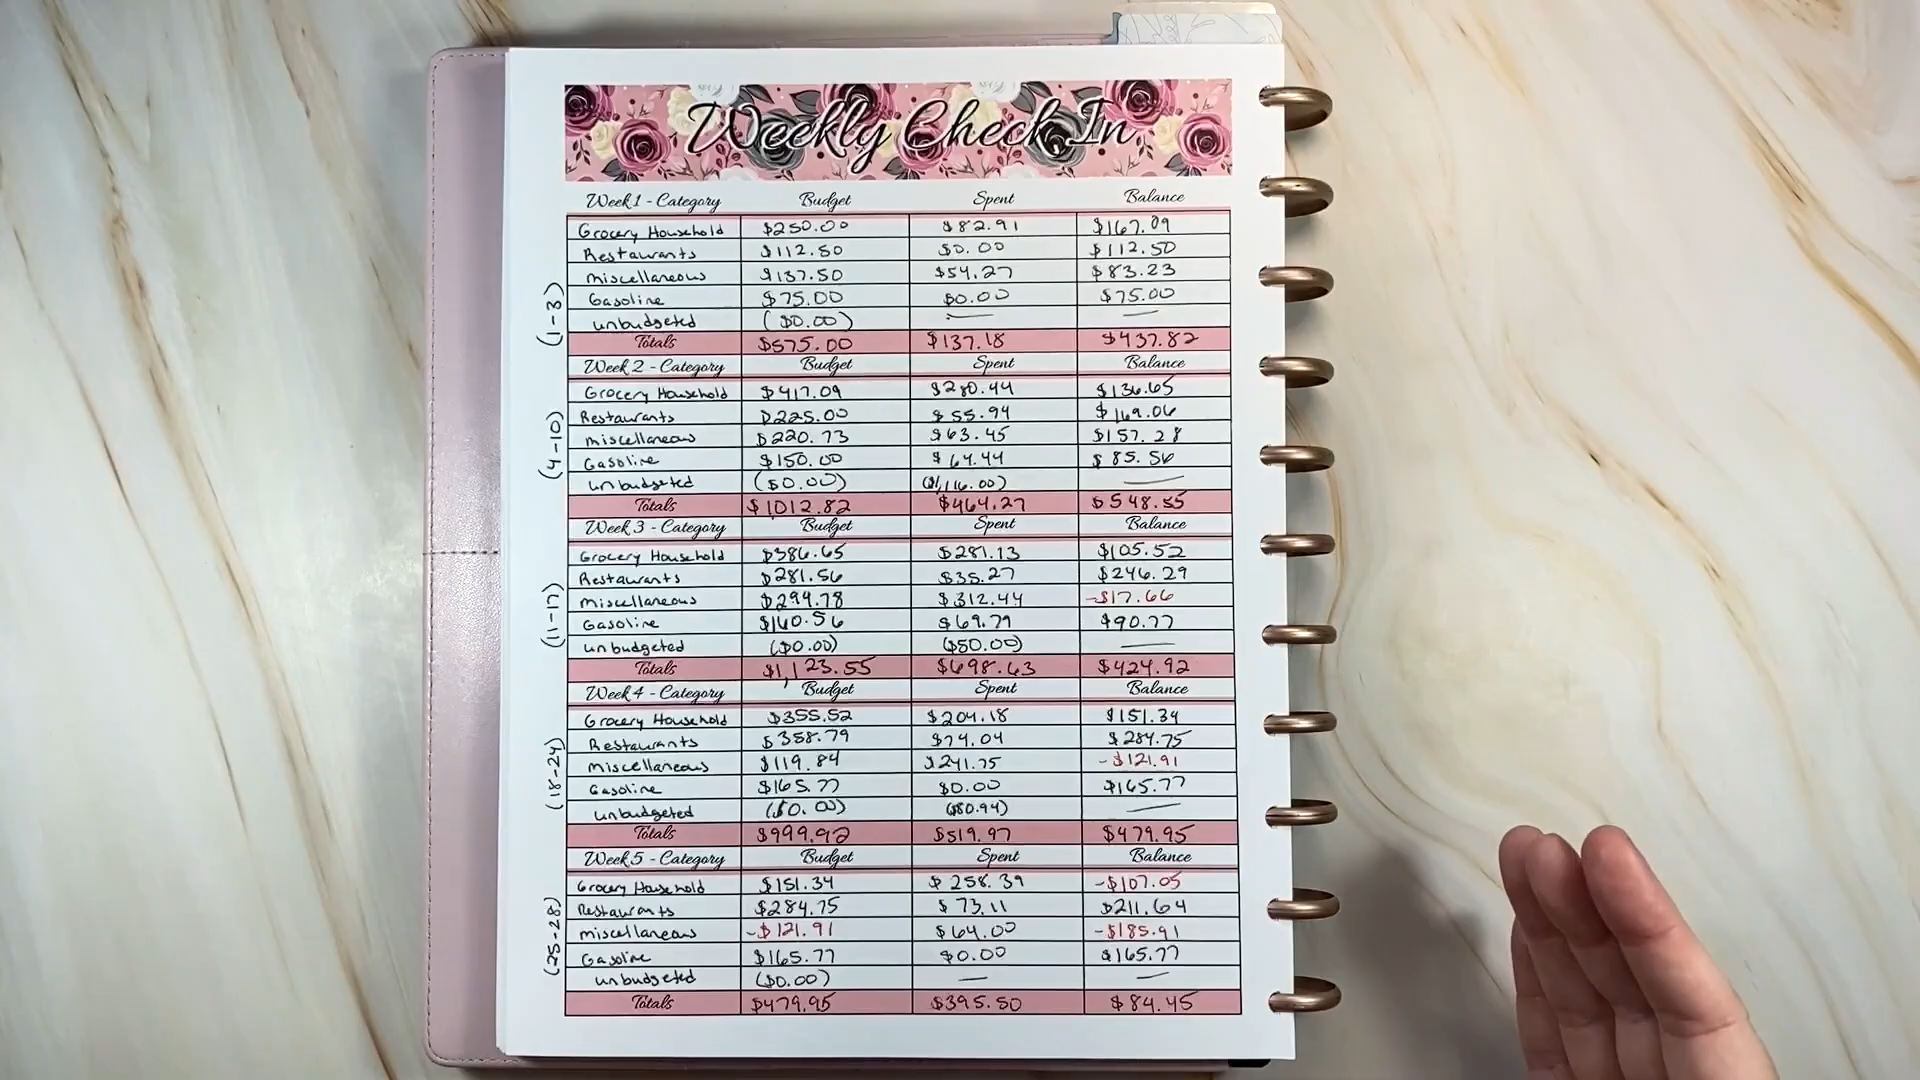 Weekly Check In
Week 1 - Category Budget Spent Balance
Grocery Household $250.00 $82.91 $167.09
Restaurants $112.50 $0.00 $112.50
Miscellaneous $137.50 $54.27 $83.23
Gasoline $75.00 $0.00 $75.00
unbudgeted ($0.00) — —
(1-3)
Totals $575.00 $137.18 $437.82
Week 2 - Category Budget Spent Balance
Grocery Household $417.09 $280.44 $136.65
Restaurants $225.00 $55.94 $169.06
Miscellaneous $220.73 $63.45 $157.28
Gasoline $150.00 $64.44 $85.56
unbudgeted ($0.00) ($1,116.00) —
(4-10)
Totals $1012.82 $464.27 $548.55
Week 3 - Category Budget Spent Balance
Grocery Household $386.65 $281.13 $105.52
Restaurants $281.56 $35.27 $246.29
Miscellaneous $294.78 $312.44 -$17.66
Gasoline $160.56 $69.79 $90.77
unbudgeted ($0.00) ($50.00) —
(11-17)
Totals $1,123.55 $698.63 $424.92
Week 4 - Category Budget Spent Balance
Grocery Household $355.52 $204.18 $151.34
Restaurants $358.79 $74.04 $284.75
Miscellaneous $119.84 $241.75 -$121.91
Gasoline $165.77 $0.00 $165.77
unbudgeted ($0.00) ($80.94) —
(18-24)
Totals $999.92 $519.97 $479.95
Week 5 - Category Budget Spent Balance
Grocery Household $151.34 $258.39 -$107.05
Restaurants $284.75 $73.11 $211.64
Miscellaneous -$121.91 $64.00 -$185.91
Gasoline $165.77 $0.00 $165.77
unbudgeted ($0.00) — —
(25-28)
Totals $479.95 $395.50 $84.45